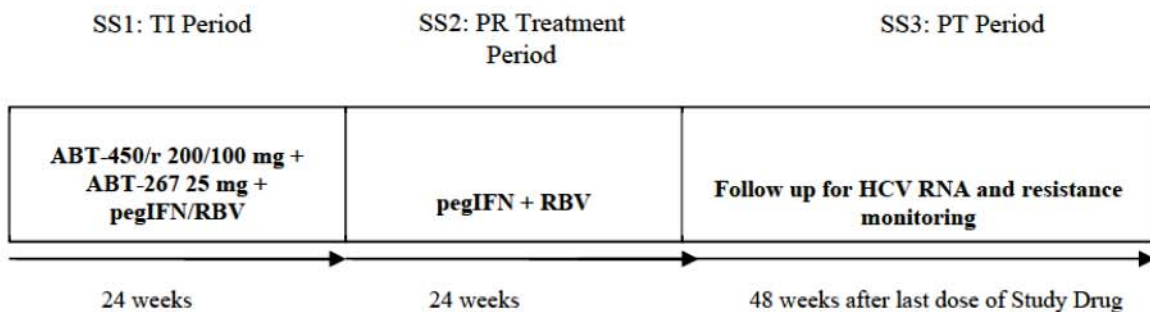 SS1: TI Period
SS2: PR Treatment
Period
SS3: PT Period
ABT-450/r 200/100 mg +
ABT-267 25 mg +
pegIFN/RBV
pegIFN + RBV
Follow up for HCV RNA and resistance
monitoring
24 weeks
24 weeks
48 weeks after last dose of Study Drug